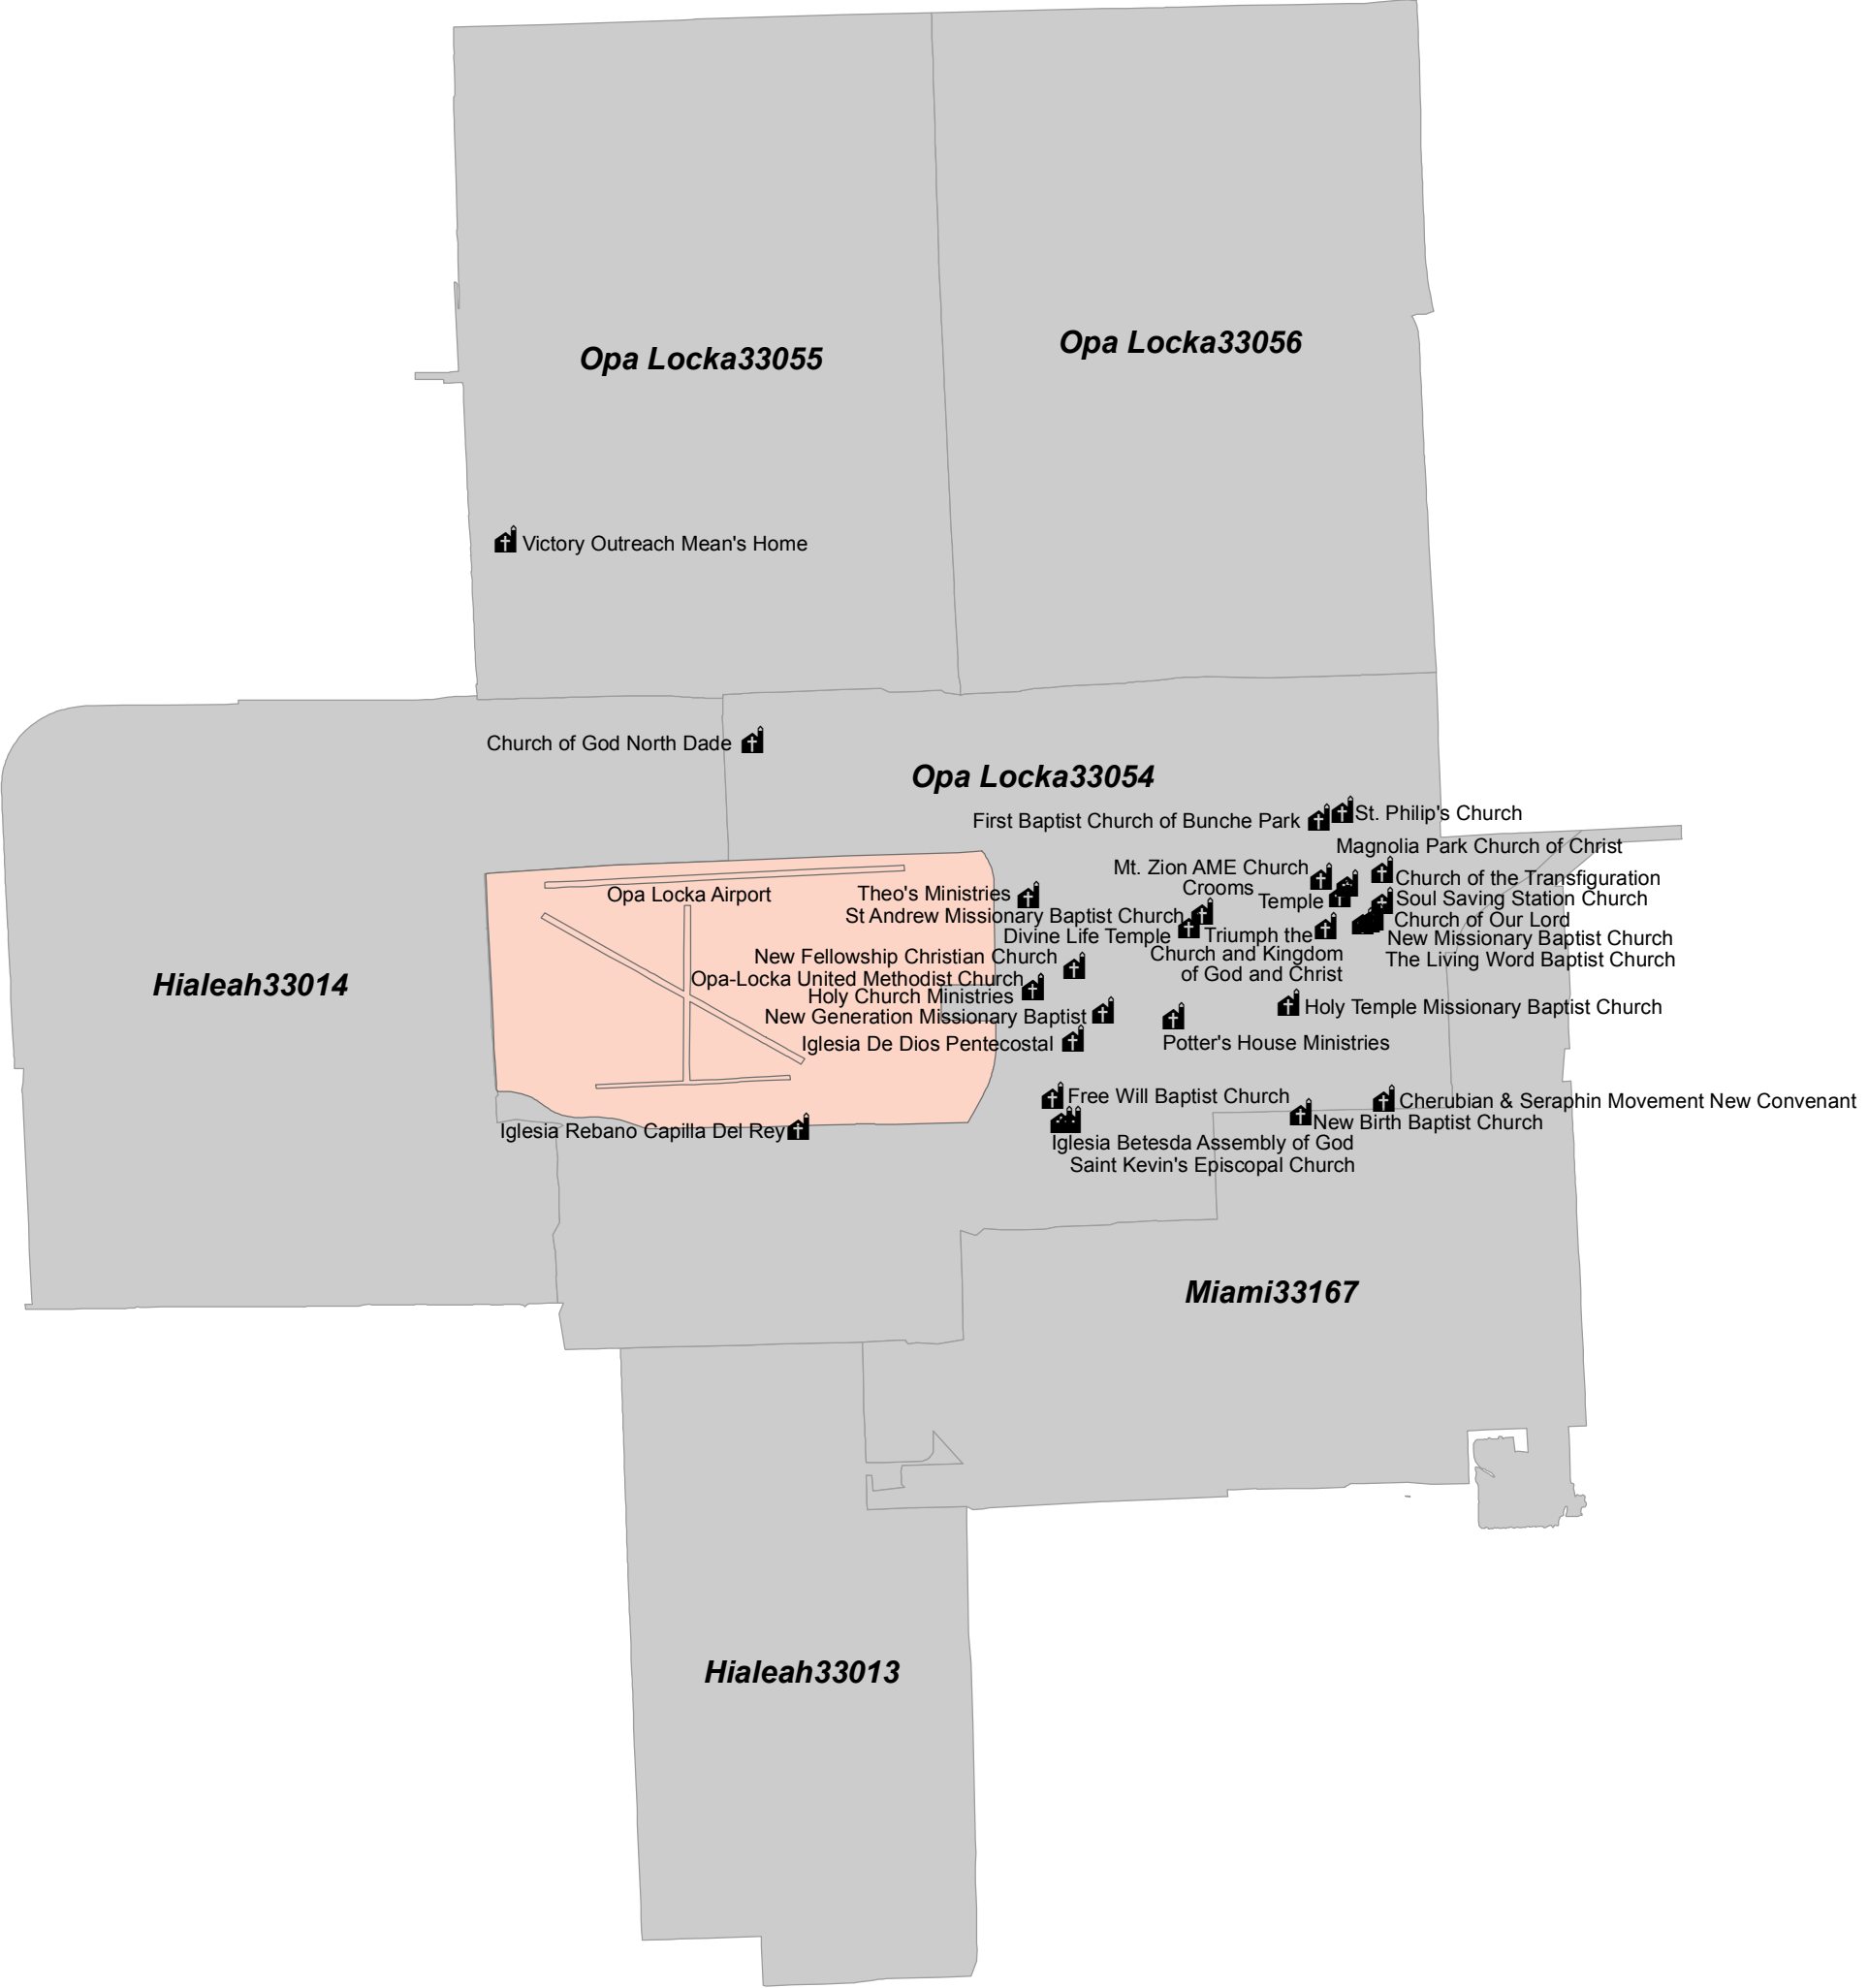 Opa Locka33056
Opa Locka33055
Victory Outreach Mean's Home
Church of God North Dade
Opa Locka33054
St. Philip's Church
First Baptist Church of Bunche Park
Magnolia Park Church of Christ
Mt. Zion AME Church
Church of the Transfiguration
Crooms
Temple
Opa Locka Airport
Theo's Ministries
Soul Saving Station Church
St Andrew Missionary Baptist Church
Church of Our Lord
Divine Life Temple
Triumph the
Church and Kingdom
of God and Christ
New Missionary Baptist Church
New Fellowship Christian Church
The Living Word Baptist Church
Opa-Locka United Methodist Church
Hialeah33014
Holy Church Ministries
Holy Temple Missionary Baptist Church
New Generation Missionary Baptist
Iglesia De Dios Pentecostal
Potter's House Ministries
Free Will Baptist Church
Cherubian & Seraphin Movement New Convenant
New Birth Baptist Church
Iglesia Rebano Capilla Del Rey
Iglesia Betesda Assembly of God
Saint Kevin's Episcopal Church
Miami33167
Hialeah33013